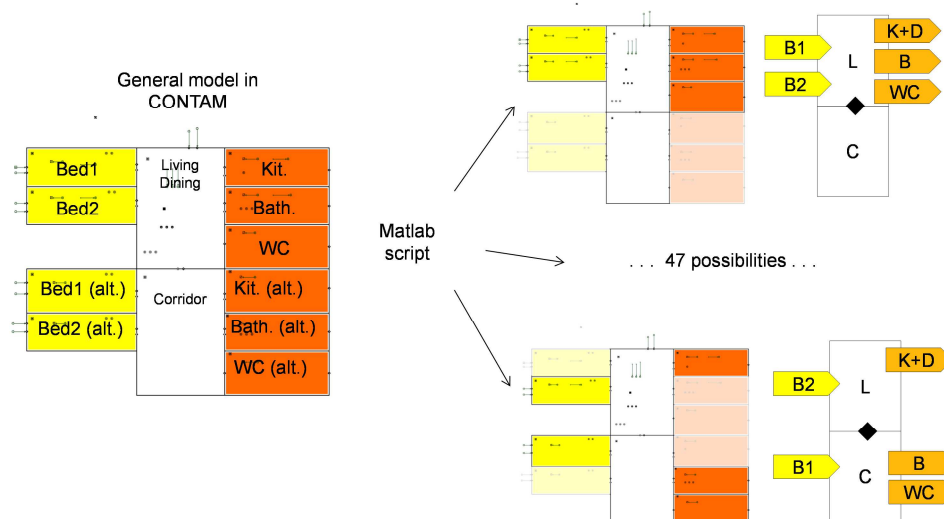 General model in
CONTAM
Bed1
Bed2
Living
Dining
Kit.
Bath.
WC
Bed1 (alt.)
Bed2 (alt.)
Corridor
Kit. (alt.)
Bath. (alt.)
WC (alt.)
Matlab
script
B1
B2
L
C
K+D
B
WC
. . . 47 possibilities . . .
B2
B1
L
C
K+D
B
WC